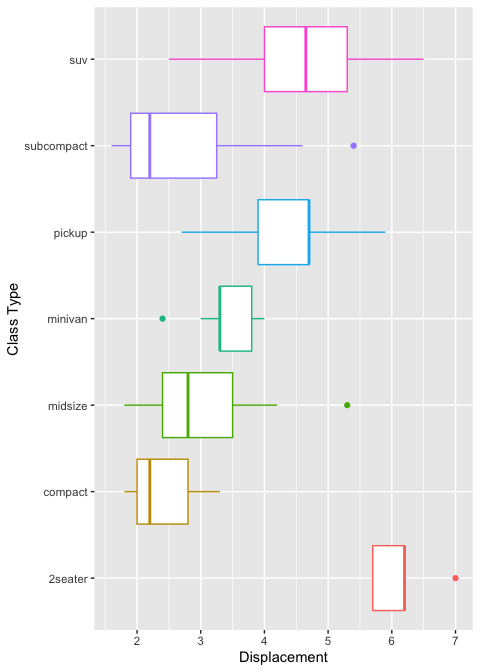 suv
subcompact
pickup
minivan
midsize
compact
2seater
Class Type
2 3 4 5 6 7
Displacement